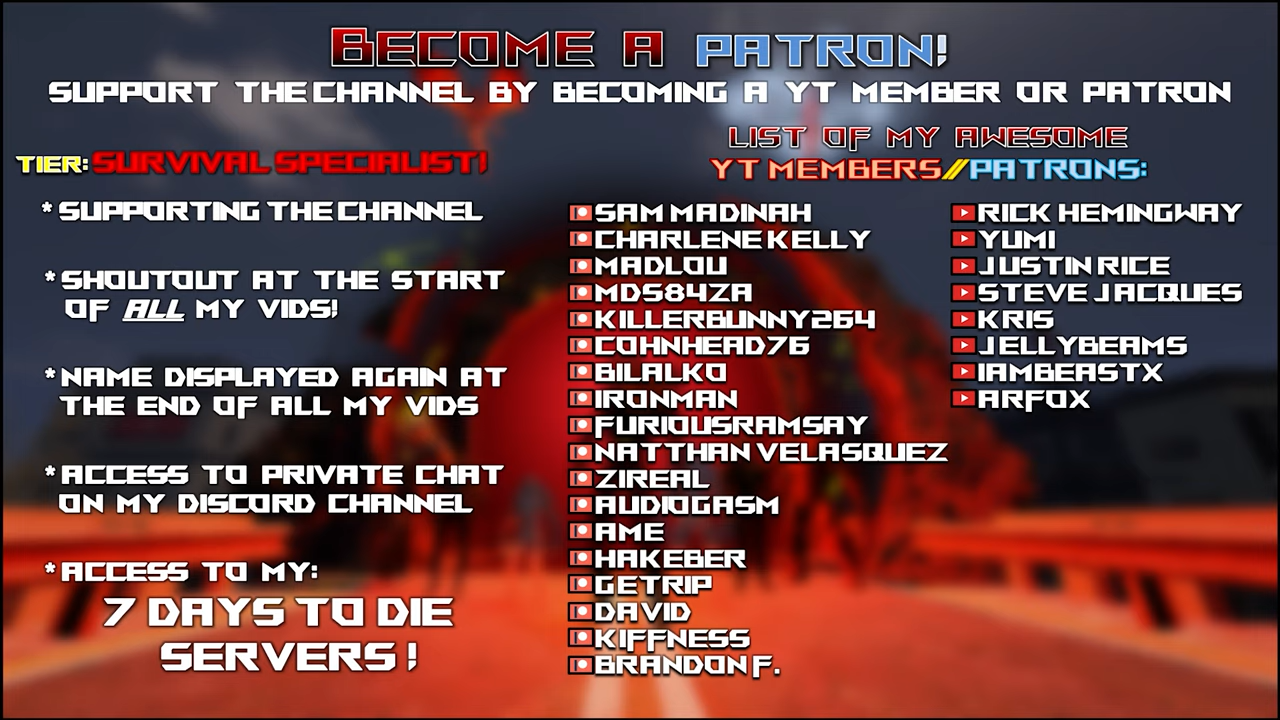 BECOME A PATRON!
SUPPORT THE CHANNEL BY BECOMING A YT MEMBER OR PATRON
TIER: SURVIVAL SPECIALIST!
* SUPPORTING THE CHANNEL
* SHOUTOUT AT THE START
OF ALL MY VIDS!
* NAME DISPLAYED AGAIN AT
THE END OF ALL MY VIDS
* ACCESS TO PRIVATE CHAT
ON MY DISCORD CHANNEL
* ACCESS TO MY:
7 DAYS TO DIE
SERVERS !
LIST OF MY AWESOME
YT MEMBERS//PATRONS:
SAM MADINAH
CHARLENE KELLY
MADLOU
MDS84ZA
KILLERBUNNY264
COHNHEAD76
BILALKO
IRONMAN
FURIOUSRAMSAY
NATTHAN VELASQUEZ
ZIREAL
AUDIOGASM
AME
HAKEBER
GETRIP
DAVID
KIFFNESS
BRANDON F.
RICK HEMINGWAY
YUMI
JUSTIN RICE
STEVE JACQUES
KRIS
JELLYBEAMS
IAMBEASTX
ARFOX